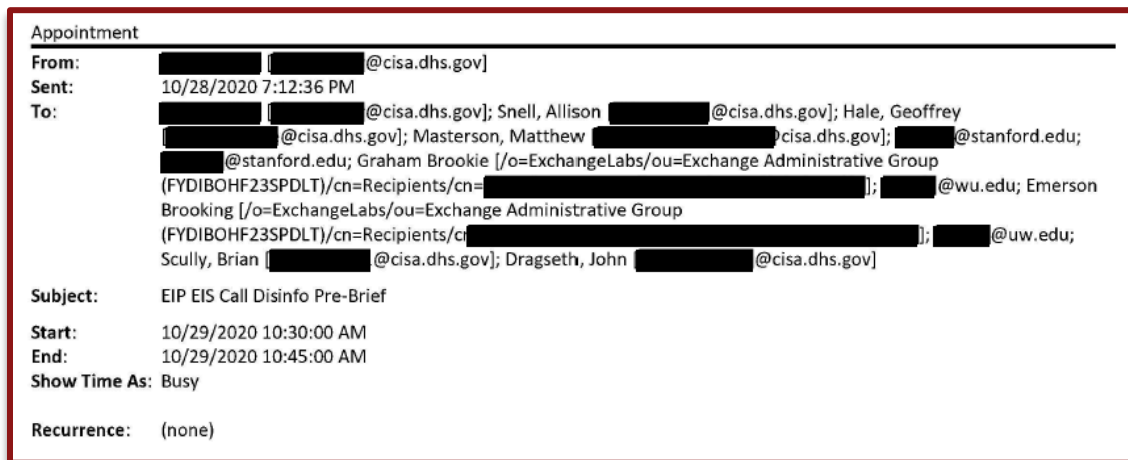 Appointment
From: [ @cisa.dhs.gov]
Sent: 10/28/2020 7:12:36 PM
To: [ @cisa.dhs.gov]; Snell, Allison [ @cisa.dhs.gov]; Hale, Geoffrey
[ @cisa.dhs.gov]; Masterson, Matthew [ cisa.dhs.gov]; @stanford.edu;
@stanford.edu; Graham Brookie [/o=ExchangeLabs/ou=Exchange Administrative Group
(FYDIBOHF23SPDLT)/cn=Recipients/cn= ]; @wu.edu; Emerson
Brooking [/o=ExchangeLabs/ou=Exchange Administrative Group
(FYDIBOHF23SPDLT)/cn=Recipients/c ]; @uw.edu;
Scully, Brian [ @cisa.dhs.gov]; Dragseth, John [ @cisa.dhs.gov]
Subject: EIP EIS Call Disinfo Pre-Brief
Start: 10/29/2020 10:30:00 AM
End: 10/29/2020 10:45:00 AM
Show Time As: Busy
Recurrence: (none)